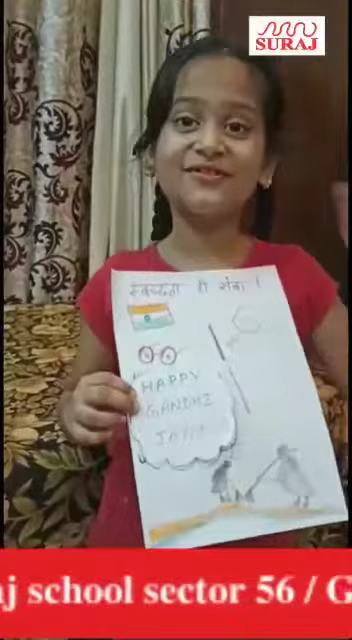 SURAJ
स्वच्छता ही सेवा !
HAPPY
GANDHI
JAYANTI
j school sector 56 / G